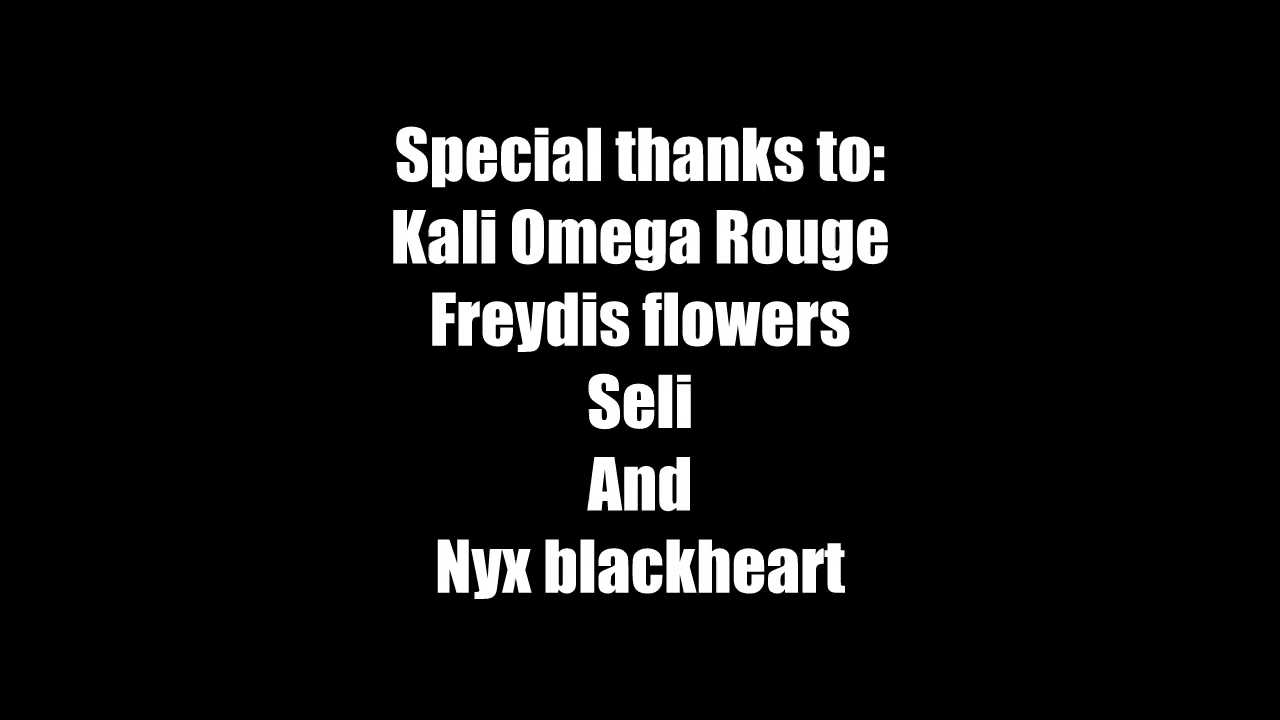 Special thanks to:
Kali Omega Rouge
Freydis flowers
Seli
And
Nyx blackheart